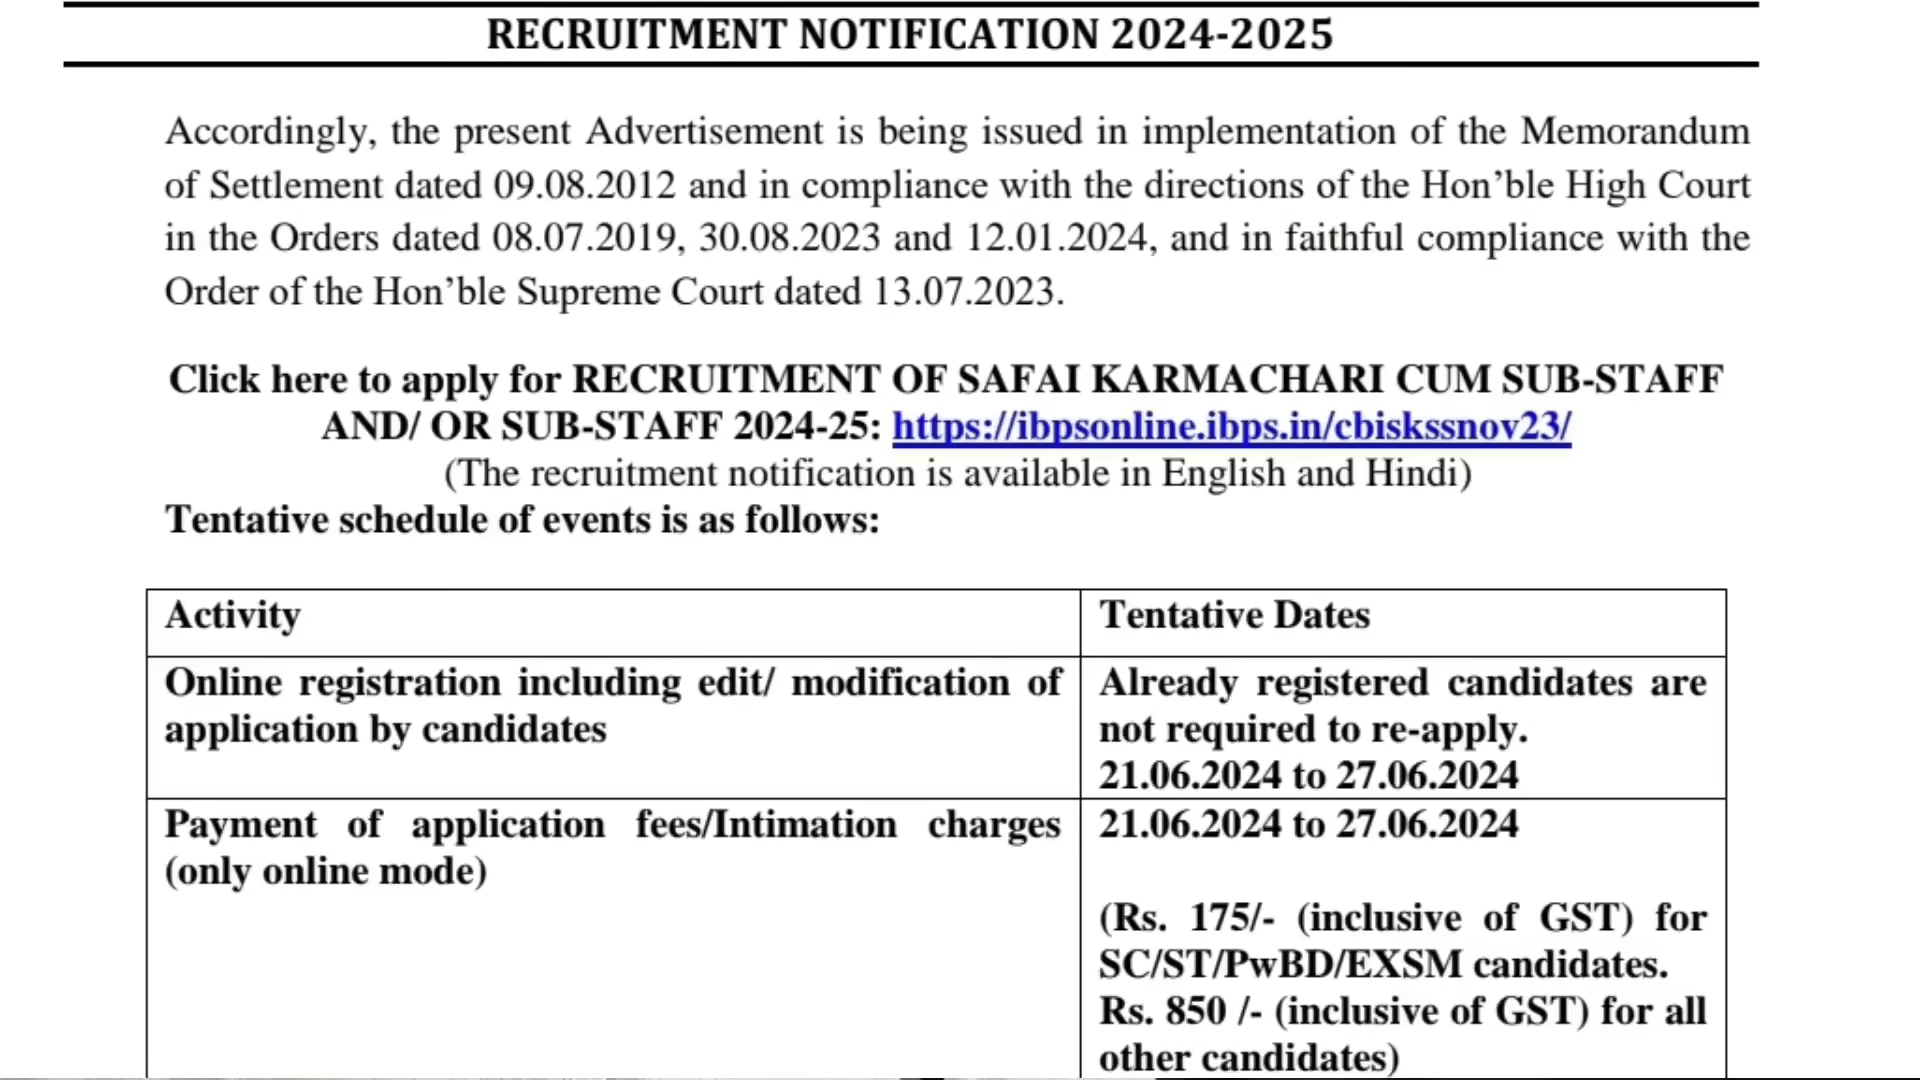 RECRUITMENT NOTIFICATION 2024-2025
Accordingly, the present Advertisement is being issued in implementation of the Memorandum
of Settlement dated 09.08.2012 and in compliance with the directions of the Hon’ble High Court
in the Orders dated 08.07.2019, 30.08.2023 and 12.01.2024, and in faithful compliance with the
Order of the Hon’ble Supreme Court dated 13.07.2023.
Click here to apply for RECRUITMENT OF SAFAI KARMACHARI CUM SUB-STAFF
AND/ OR SUB-STAFF 2024-25: https://ibpsonline.ibps.in/cbiskssnov23/
(The recruitment notification is available in English and Hindi)
Tentative schedule of events is as follows:
Activity
Tentative Dates
Online registration including edit/ modification of
application by candidates
Already registered candidates are
not required to re-apply.
21.06.2024 to 27.06.2024
Payment of application fees/Intimation charges
(only online mode)
21.06.2024 to 27.06.2024
(Rs. 175/- (inclusive of GST) for
SC/ST/PwBD/EXSM candidates.
Rs. 850 /- (inclusive of GST) for all
other candidates)